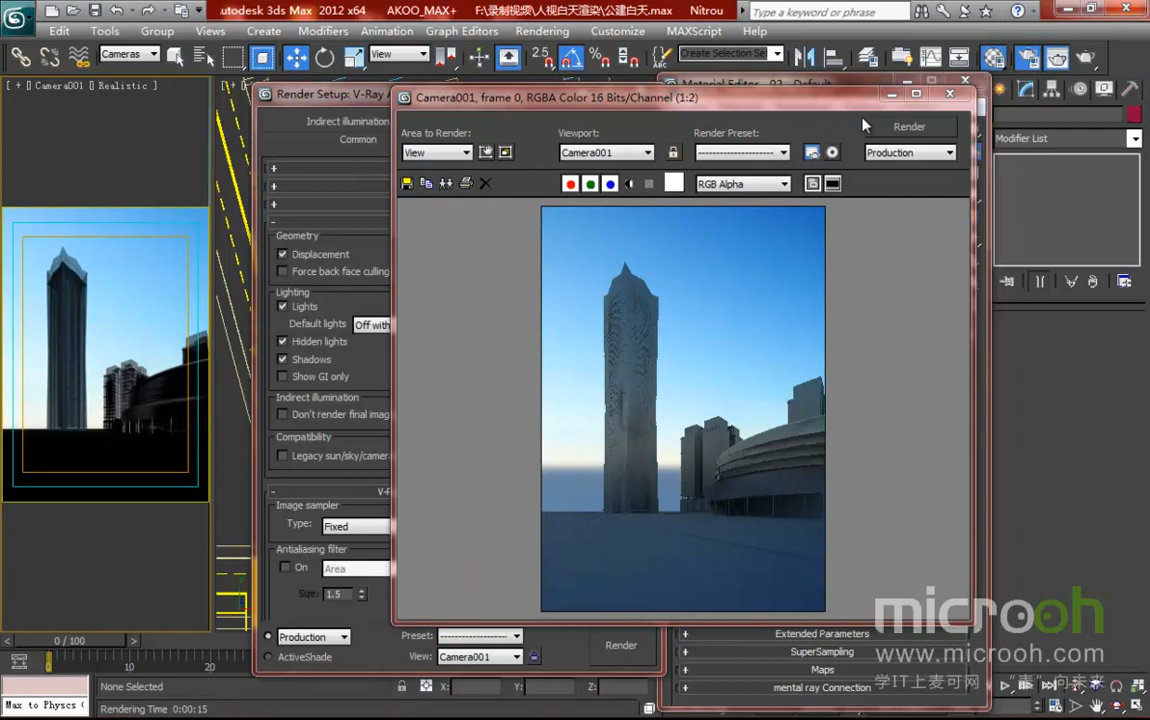 utodesk 3ds Max 2012 x64 AKOO_MAX+ F:\录制视频\人视白天渲染\公建白天.max Nitrou
Type a keyword or phrase
Edit Tools Group Views Create Modifiers Animation Graph Editors Rendering Customize MAXScript Help
Cameras View 2.5 Create Selection Set
[ + ] [ Camera001 ] [ Realistic ]
Render Setup: V-Ray A
Material Editor - 02 - Default
Camera001, frame 0, RGBA Color 16 Bits/Channel (1:2)
Indirect illumination
Common
Area to Render:
View
Viewport:
Camera001
Render Preset:
Render
Production
RGB Alpha
Modifier List
Geometry
Displacement
Force back face culling
Lighting
Lights
Default lights Off with
Hidden lights
Shadows
Show GI only
Indirect illumination
Don't render final imag
Compatibility
Legacy sun/sky/camera
V-R
Image sampler
Type: Fixed
Antialiasing filter
On Area
Size: 1.5
Production
ActiveShade
Preset:
View: Camera001
Render
Extended Parameters
SuperSampling
Maps
mental ray Connection
microoh
www.microoh.com
学IT上麦可网
0 / 100
0 10 20
None Selected
X: Y: Z:
Max to Physcs (
Rendering Time 0:00:15